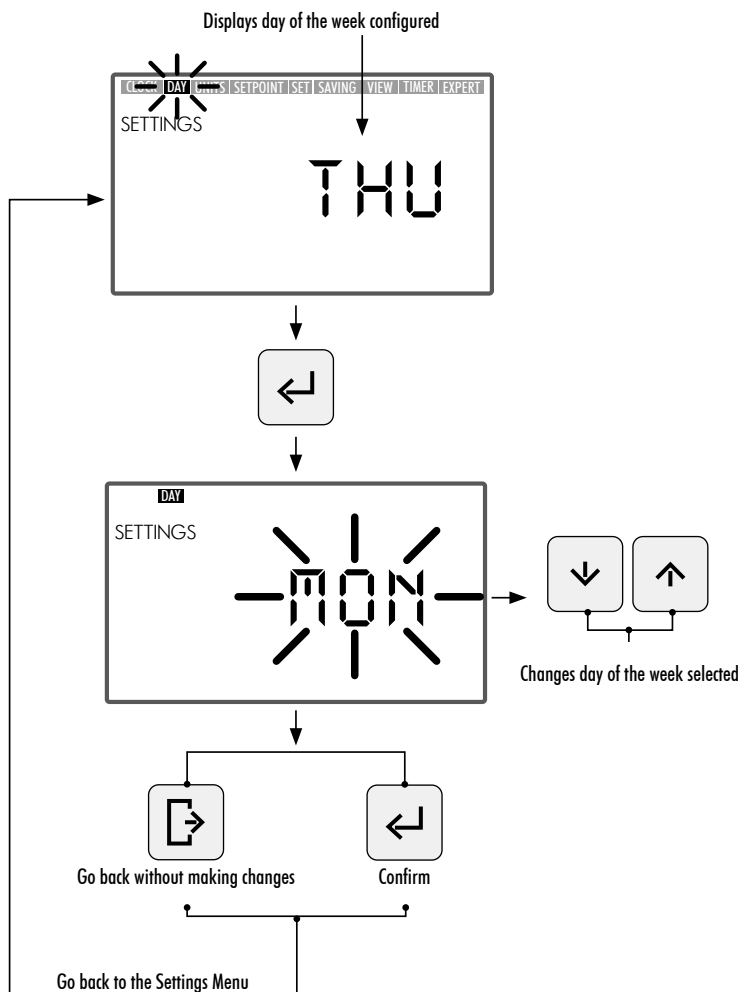 Displays day of the week configured
CLOCK DAY UNITS SETPOINT SET SAVING VIEW TIMER EXPERT
SETTINGS
THU
DAY
SETTINGS
MON
Changes day of the week selected
Go back without making changes
Confirm
Go back to the Settings Menu